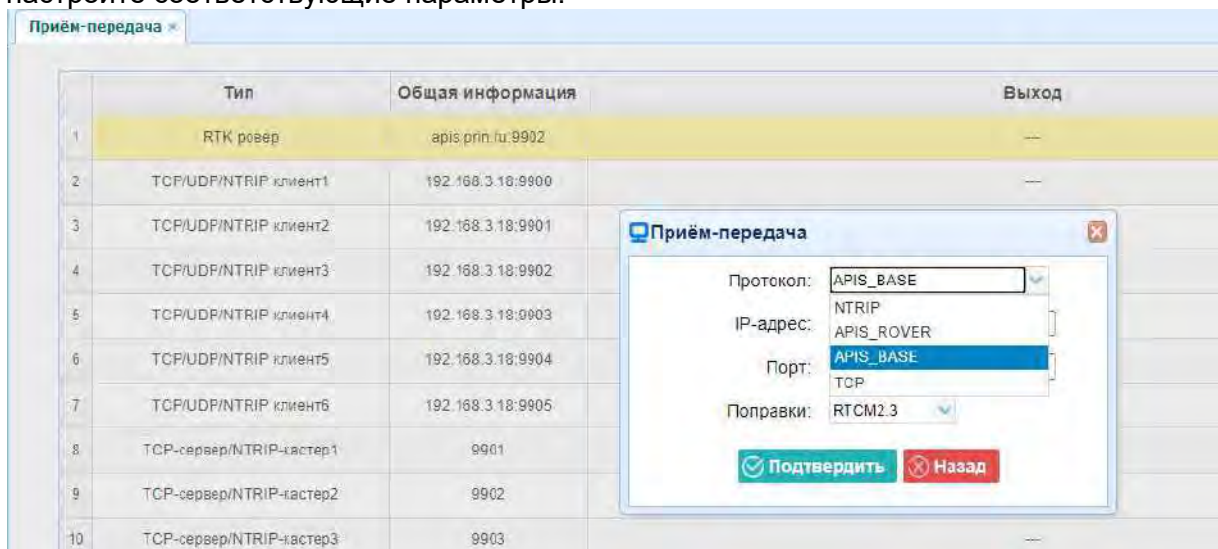 настройте соответствующие параметры.
Приём-передача ×
Тип Общая информация Выход
1 RTK ровер apis.prin.ru:9902 —
2 TCP/UDP/NTRIP клиент1 192.168.3.18:9900 —
3 TCP/UDP/NTRIP клиент2 192.168.3.18:9901
4 TCP/UDP/NTRIP клиент3 192.168.3.18:9902
5 TCP/UDP/NTRIP клиент4 192.168.3.18:9903
6 TCP/UDP/NTRIP клиент5 192.168.3.18:9904
7 TCP/UDP/NTRIP клиент6 192.168.3.18:9905
8 TCP-сервер/NTRIP-кастер1 9901
9 TCP-сервер/NTRIP-кастер2 9902
10 TCP-сервер/NTRIP-кастер3 9903 —
Приём-передача
Протокол: APIS_BASE
NTRIP
APIS_ROVER
APIS_BASE
TCP
IP-адрес:
Порт:
Поправки: RTCM2.3
Подтвердить Назад